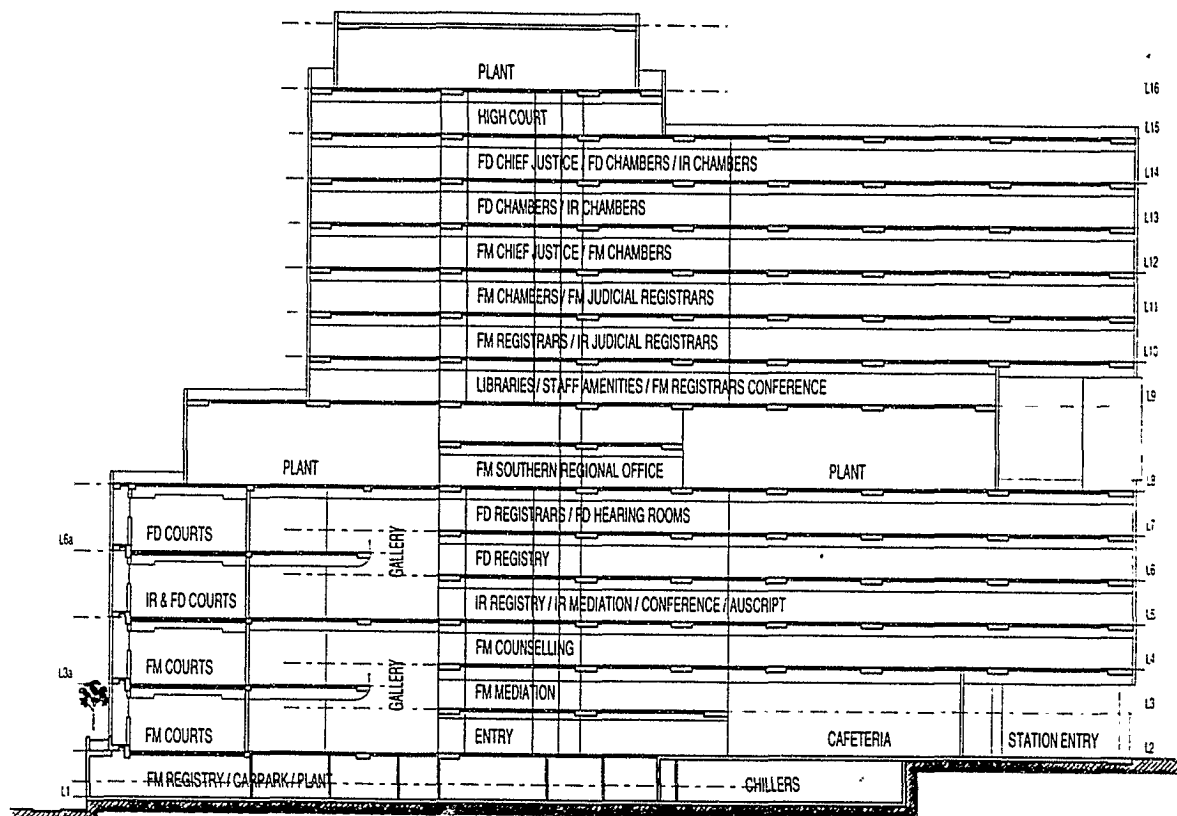 PLANT
L16
HIGH COURT
L15
FD CHIEF JUSTICE / FD CHAMBERS / IR CHAMBERS
L14
FD CHAMBERS / IR CHAMBERS
L13
FM CHIEF JUSTICE / FM CHAMBERS
L12
FM CHAMBERS / FM JUDICIAL REGISTRARS
L11
FM REGISTRARS / IR JUDICIAL REGISTRARS
L10
LIBRARIES / STAFF AMENITIES / FM REGISTRARS CONFERENCE
L9
PLANT
FM SOUTHERN REGIONAL OFFICE
PLANT
L8
FD REGISTRARS / FD HEARING ROOMS
FD COURTS
L7
L6a
GALLERY
FD REGISTRY
L6
IR & FD COURTS
IR REGISTRY / IR MEDIATION / CONFERENCE / AUSCRIPT
L5
FM COUNSELLING
FM COURTS
L4
L3a
GALLERY
FM MEDIATION
L3
FM COURTS
ENTRY
CAFETERIA
STATION ENTRY
L2
FM REGISTRY / CARPARK / PLANT
CHILLERS
L1